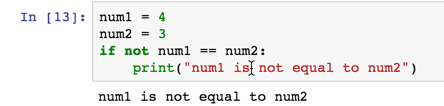 In [13]: num1 = 4
num2 = 3
if not num1 == num2:
    print("num1 is not equal to num2")
num1 is not equal to num2